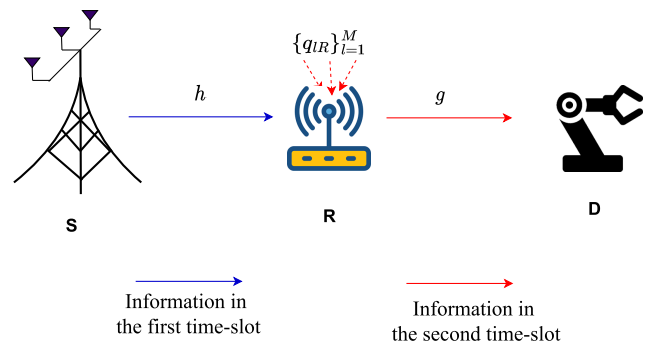 {q_{lR}}_{l=1}^{M}
h
g
S
R
D
Information in
the first time-slot
Information in
the second time-slot